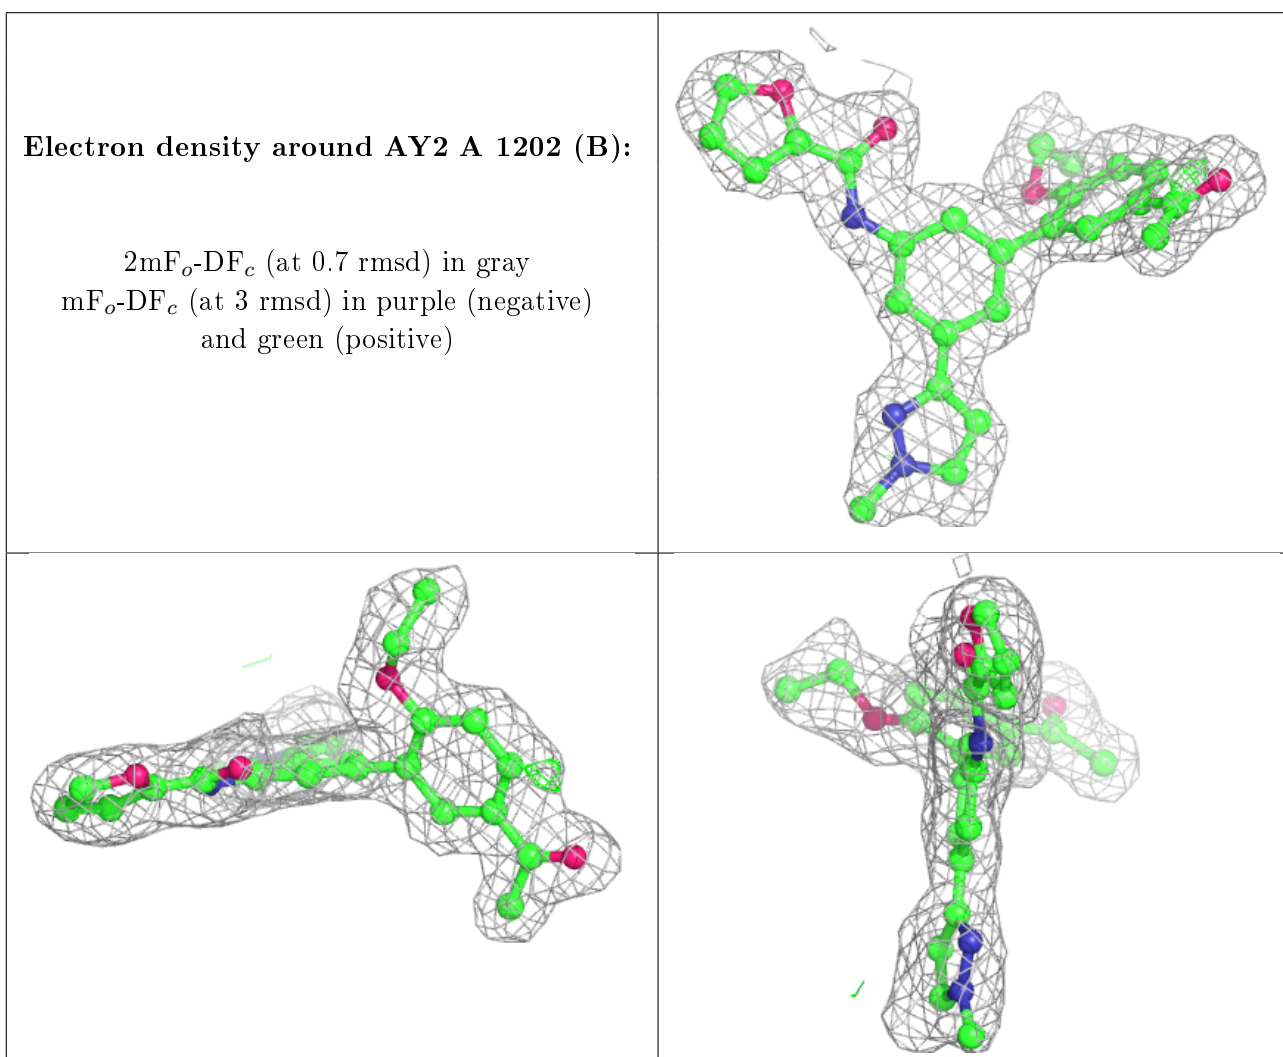 Electron density around AY2 A 1202 (B):
2mFo-DFc (at 0.7 rmsd) in gray
mFo-DFc (at 3 rmsd) in purple (negative)
and green (positive)